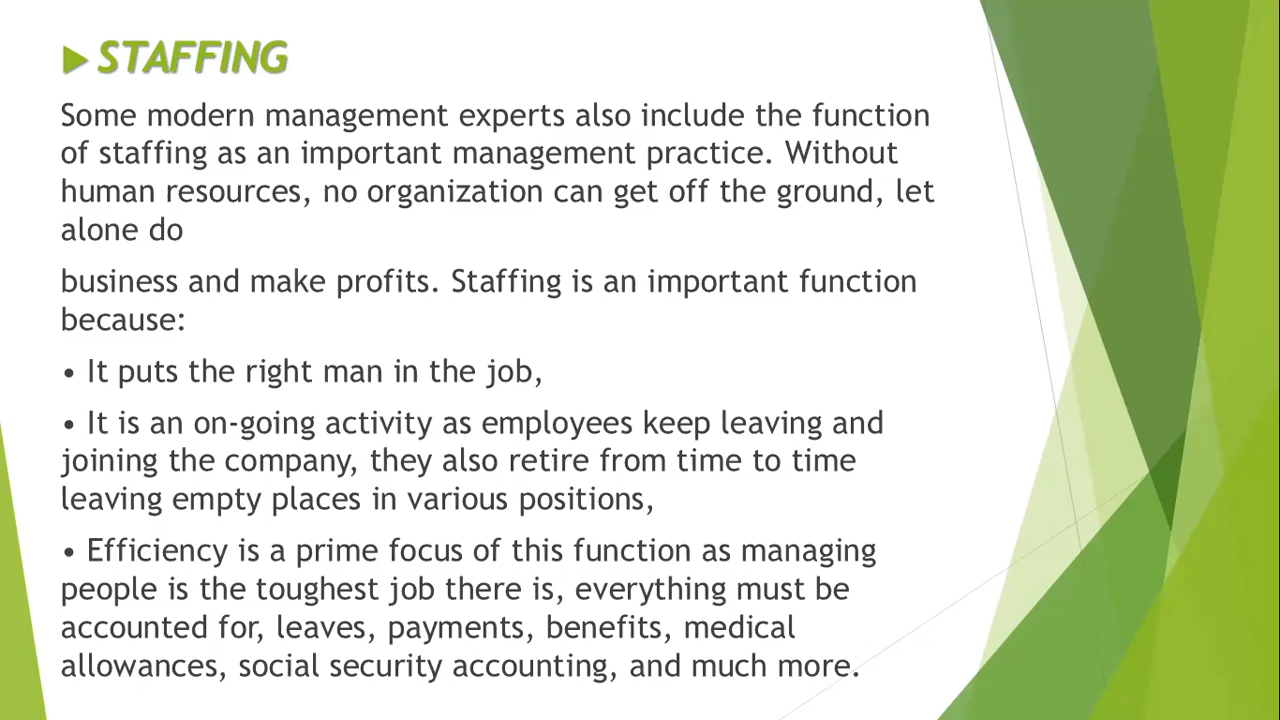 STAFFING
Some modern management experts also include the function
of staffing as an important management practice. Without
human resources, no organization can get off the ground, let
alone do
business and make profits. Staffing is an important function
because:
• It puts the right man in the job,
• It is an on-going activity as employees keep leaving and
joining the company, they also retire from time to time
leaving empty places in various positions,
• Efficiency is a prime focus of this function as managing
people is the toughest job there is, everything must be
accounted for, leaves, payments, benefits, medical
allowances, social security accounting, and much more.